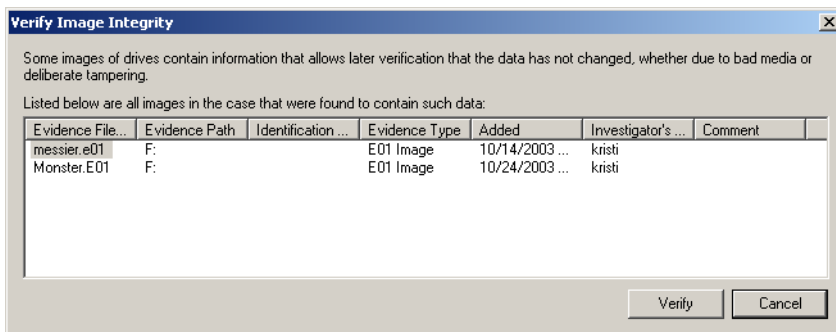 Verify Image Integrity
Some images of drives contain information that allows later verification that the data has not changed, whether due to bad media or
deliberate tampering.
Listed below are all images in the case that were found to contain such data:
Evidence File... Evidence Path Identification ... Evidence Type Added Investigator's ... Comment
messier.e01 F: E01 Image 10/14/2003 ... kristi
Monster.E01 F: E01 Image 10/24/2003 ... kristi
Verify Cancel